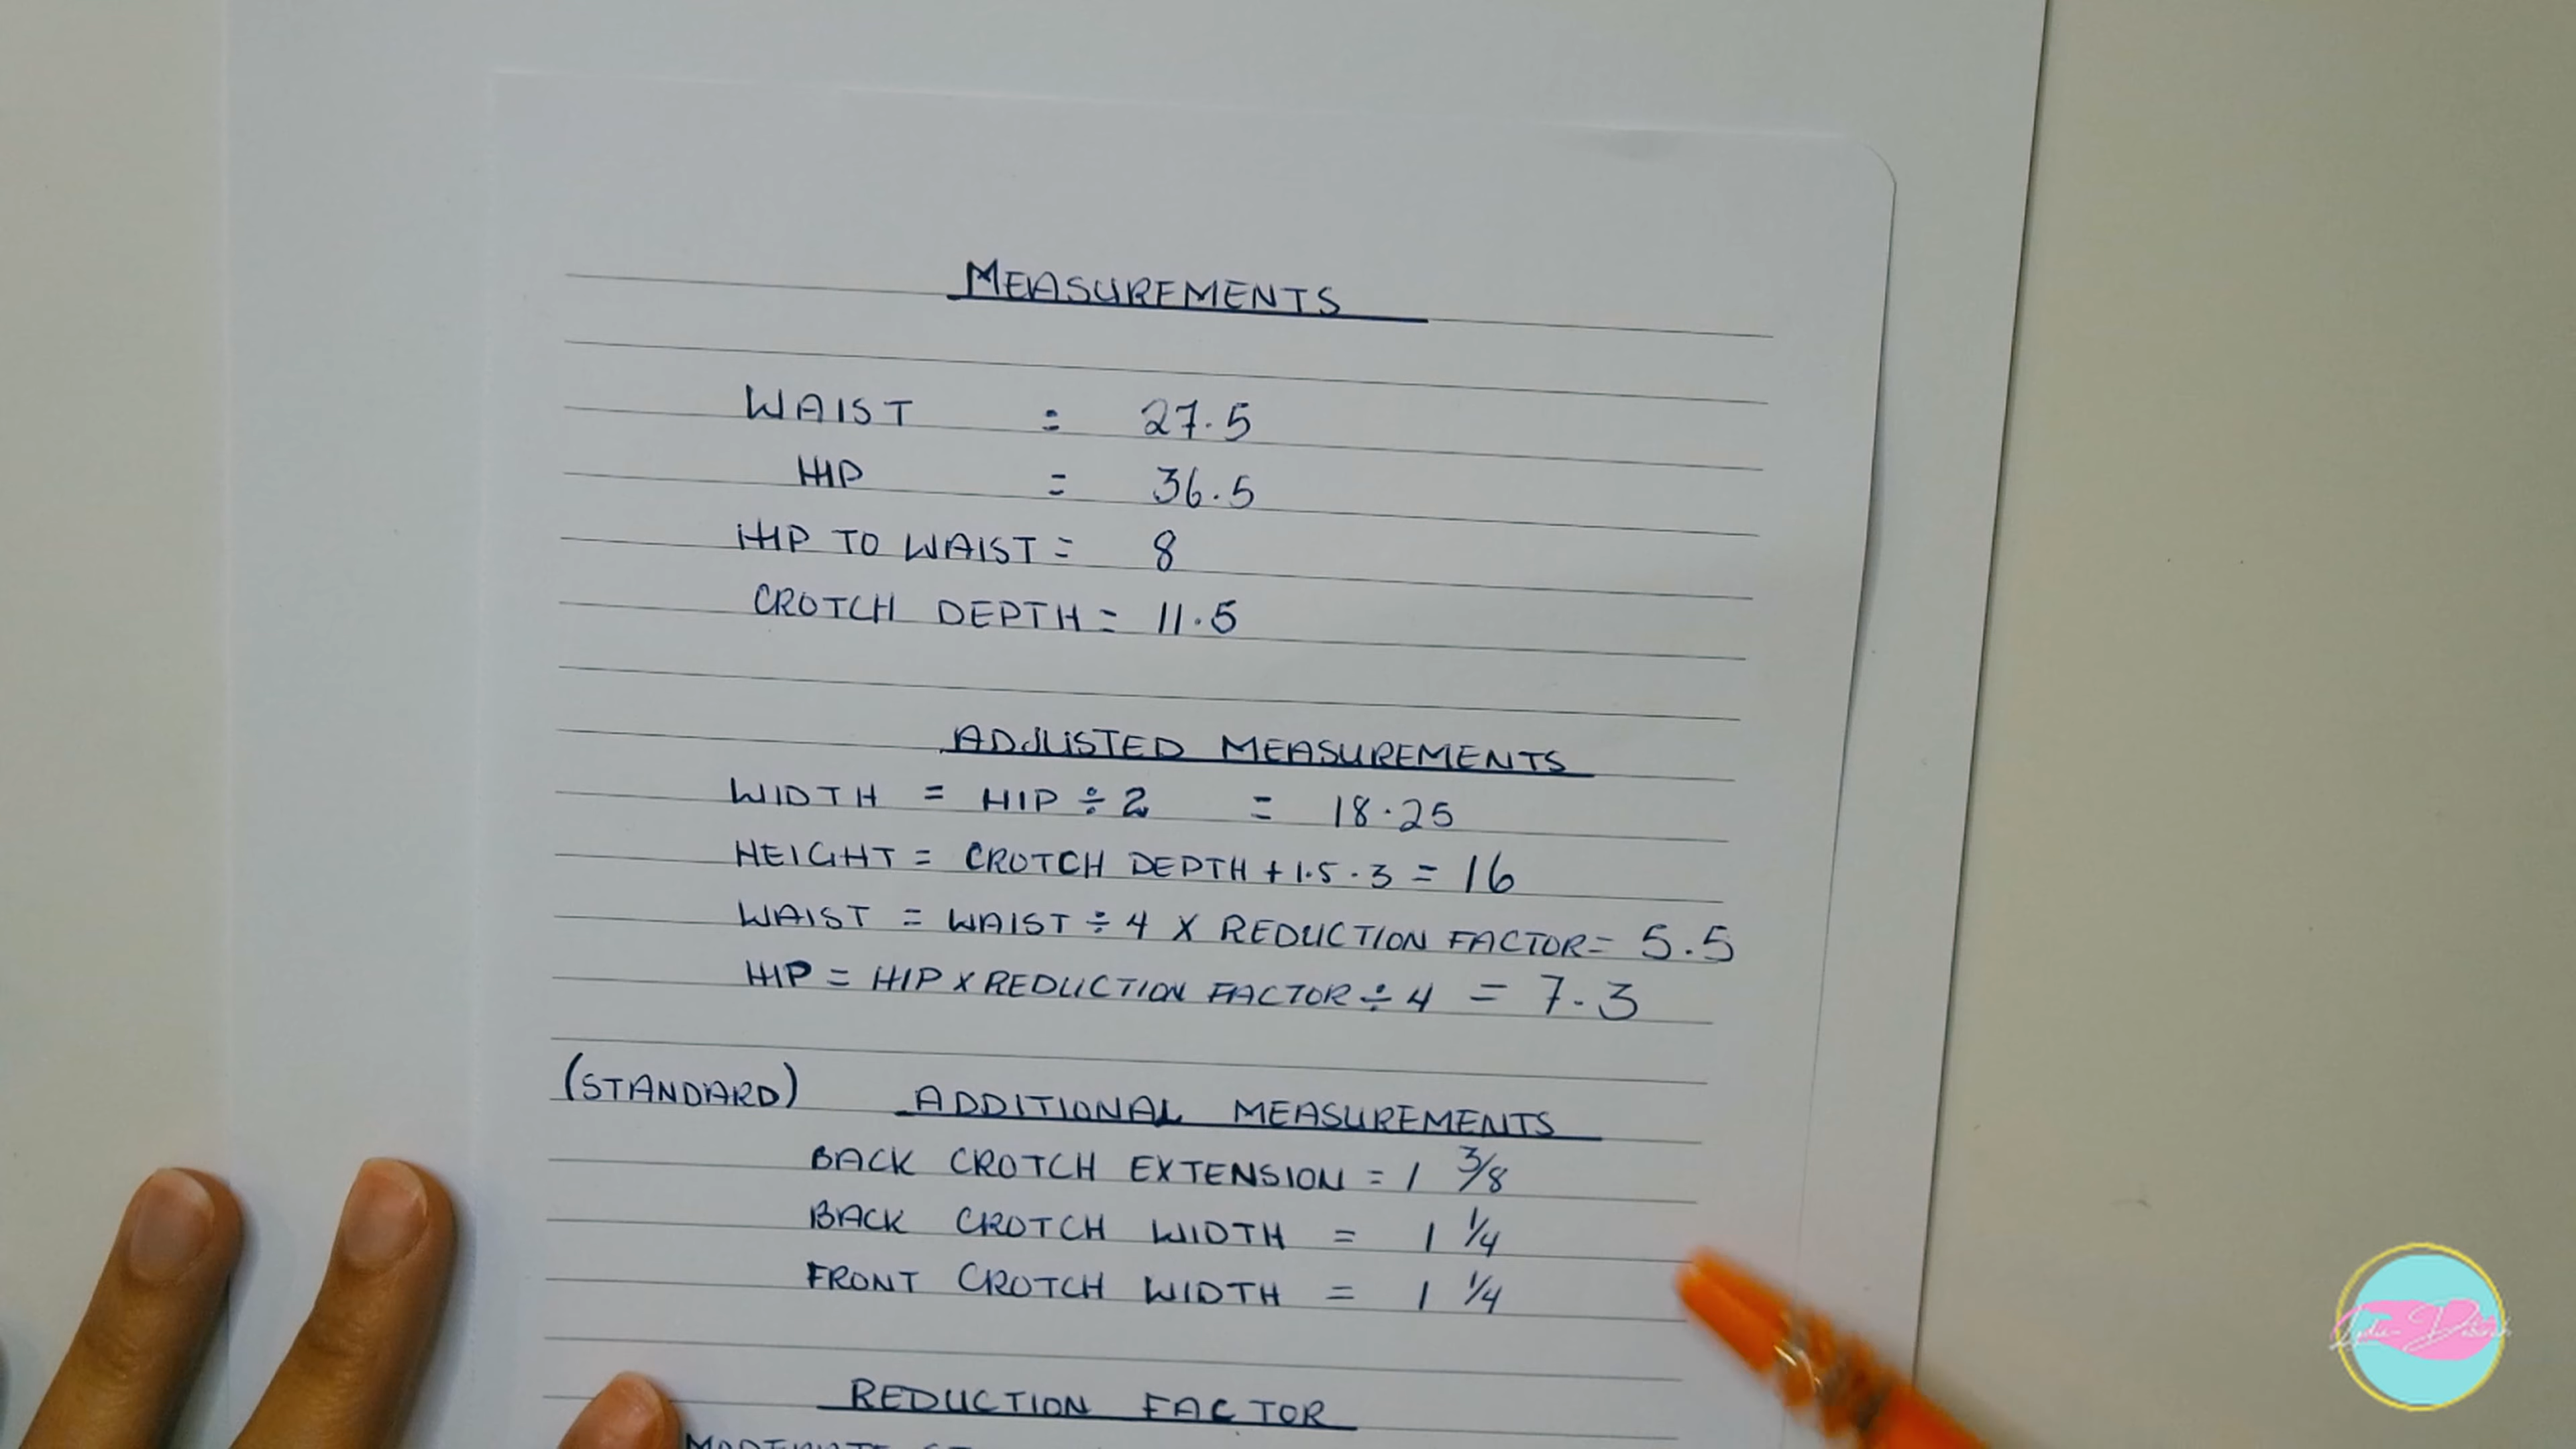 MEASUREMENTS
WAIST = 27.5
HIP = 36.5
HIP TO WAIST = 8
CROTCH DEPTH = 11.5
ADJUSTED MEASUREMENTS
WIDTH = HIP ÷ 2 = 18.25
HEIGHT = CROTCH DEPTH + 1.5 . 3 = 16
WAIST = WAIST ÷ 4 X REDUCTION FACTOR = 5.5
HIP = HIP X REDUCTION FACTOR ÷ 4 = 7.3
(STANDARD) ADDITIONAL MEASUREMENTS
BACK CROTCH EXTENSION = 1 3/8
BACK CROTCH WIDTH = 1 1/4
FRONT CROTCH WIDTH = 1 1/4
REDUCTION FACTOR